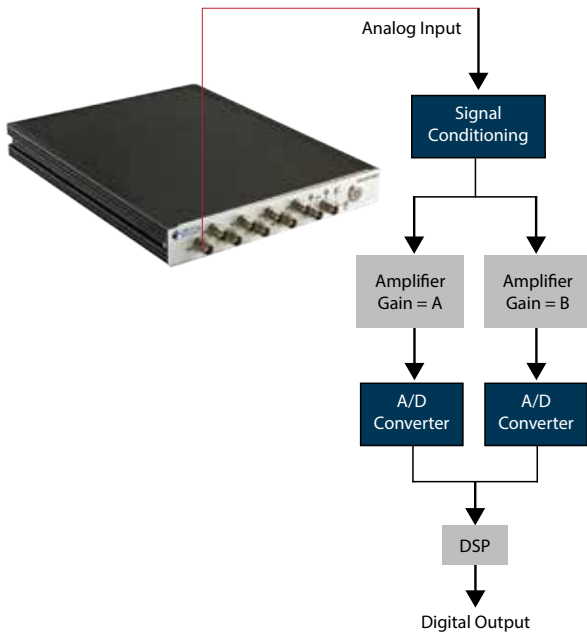 Analog Input
Signal
Conditioning
Amplifier
Gain = A
Amplifier
Gain = B
A/D
Converter
A/D
Converter
DSP
Digital Output